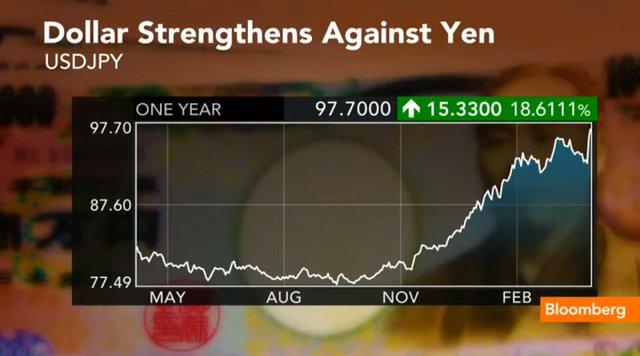 Dollar Strengthens Against Yen
USDJPY
ONE YEAR 97.7000 15.3300 18.6111%
97.70
87.60
77.49
MAY AUG NOV FEB
Bloomberg